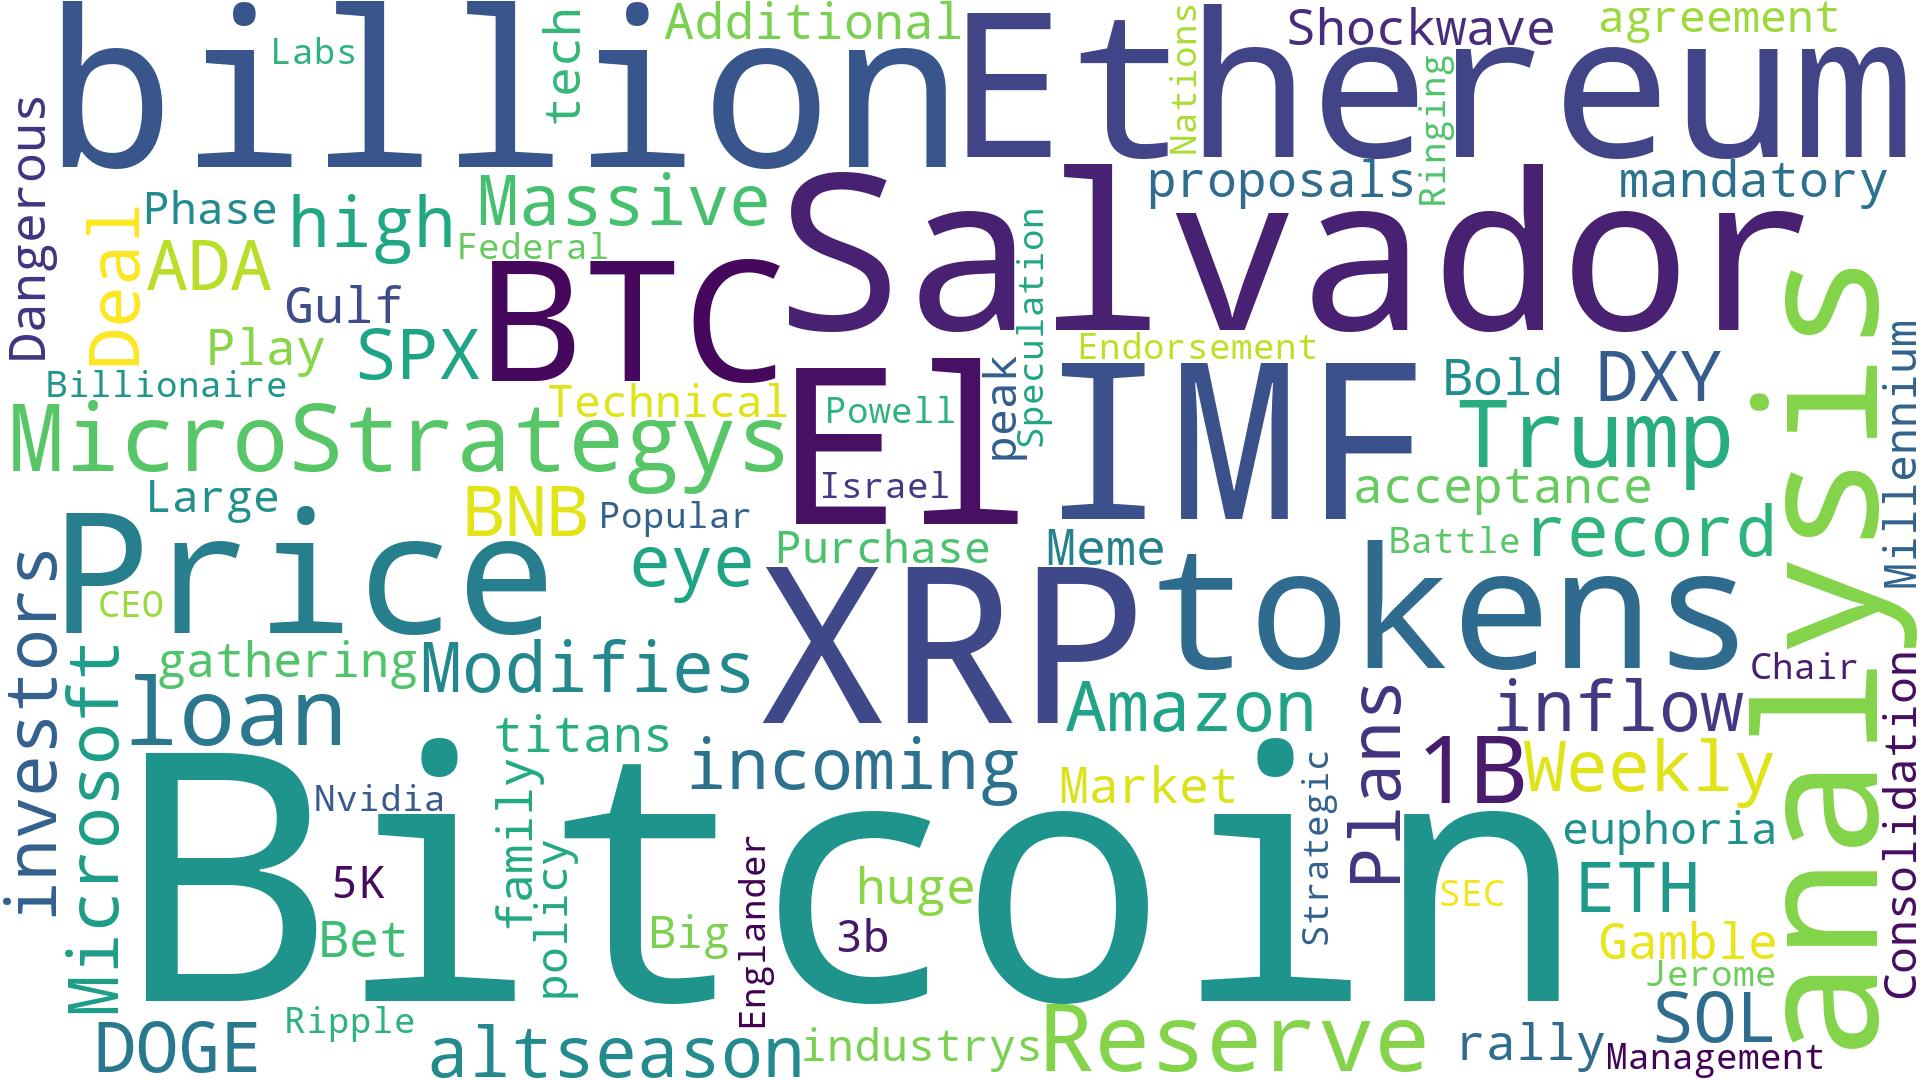 billion
Ethereum
Labs
tech
Additional
Nations
Shockwave
Ringing
agreement
Dangerous
Deal
Phase
high
Massive
Salvador
proposals
mandatory
ADA
Federal
BTC
Speculation
analysis
Gulf
Play
SPX
Endorsement
Billionaire
Technical
El
Powell
peak
IMF
Bold
DXY
Millennium
MicroStrategys
Trump
Israel
acceptance
Large
BNB
Popular
Price
eye
Purchase
Meme
Battle
record
investors
CEO
XRP
tokens
gathering
Modifies
Chair
Microsoft
loan
Amazon
Plans
inflow
Consolidation
titans
incoming
Market
1B
Weekly
Bitcoin
Nvidia
family
Strategic
euphoria
5K
policy
Englander
huge
SEC
ETH
Bet
Big
3b
Gamble
Jerome
DOGE
Ripple
altseason
industrys
Reserve
rally
SOL
Management